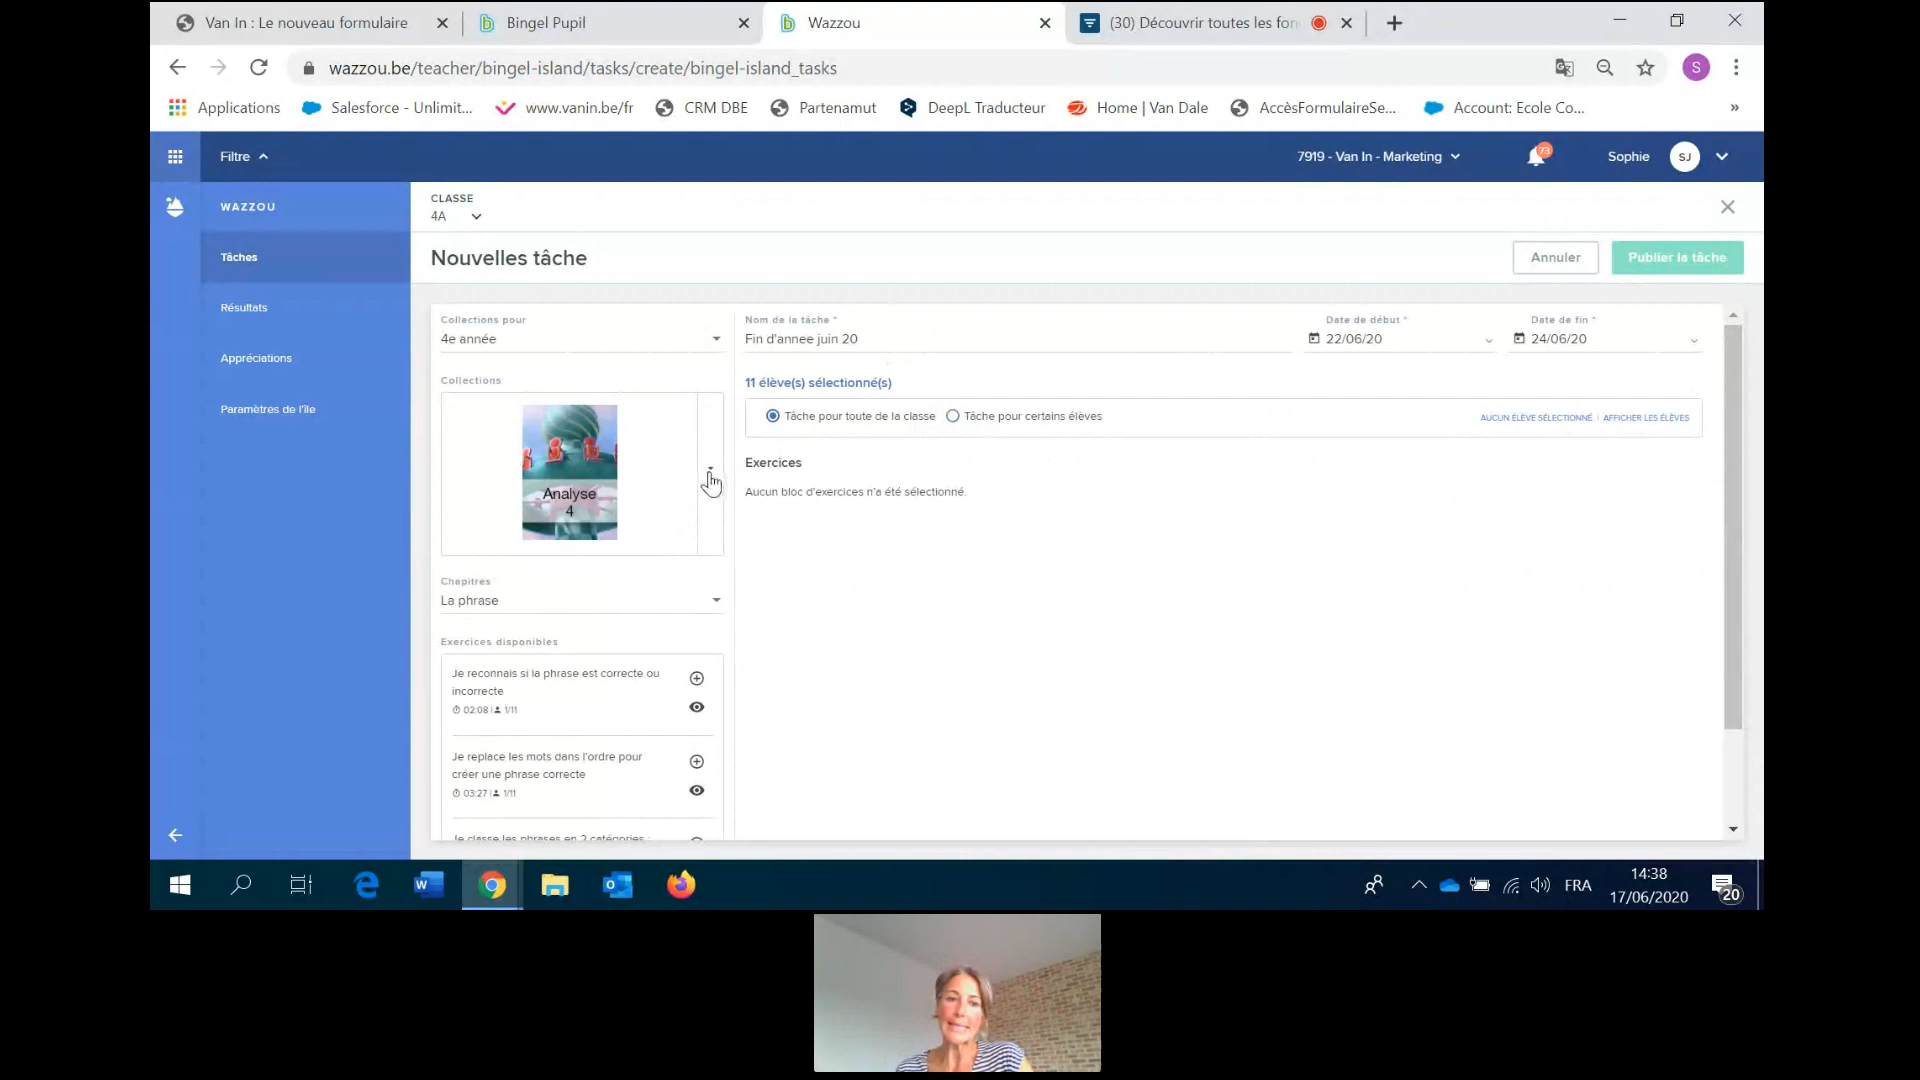 Van In : Le nouveau formulaire
Bingel Pupil
Wazzou
(30) Découvrir toutes les fon
wazzou.be/teacher/bingel-island/tasks/create/bingel-island_tasks
S
Applications
Salesforce - Unlimit...
www.vanin.be/fr
CRM DBE
Partenamut
DeepL Traducteur
Home | Van Dale
AccèsFormulaireSe...
Account: Ecole Co...
»
Filtre
7919 - Van In - Marketing
73
Sophie
SJ
WAZZOU
CLASSE
4A
Tâches
Nouvelles tâche
Annuler
Publier la tâche
Résultats
Appréciations
Paramètres de l'île
Collections pour
4e année
Nom de la tâche *
Fin d'annee juin 20
Date de début *
22/06/20
Date de fin *
24/06/20
Collections
Analyse
4
11 élève(s) sélectionné(s)
Tâche pour toute de la classe
Tâche pour certains élèves
AUCUN ÉLÈVE SÉLECTIONNÉ | AFFICHER LES ÉLÈVES
Exercices
Aucun bloc d'exercices n'a été sélectionné.
Chapitres
La phrase
Exercices disponibles
Je reconnais si la phrase est correcte ou
incorrecte
02:08 | 1/11
Je replace les mots dans l'ordre pour
créer une phrase correcte
03:27 | 1/11
Je classe les phrases en 2 catégories :
FRA
14:38
17/06/2020
20